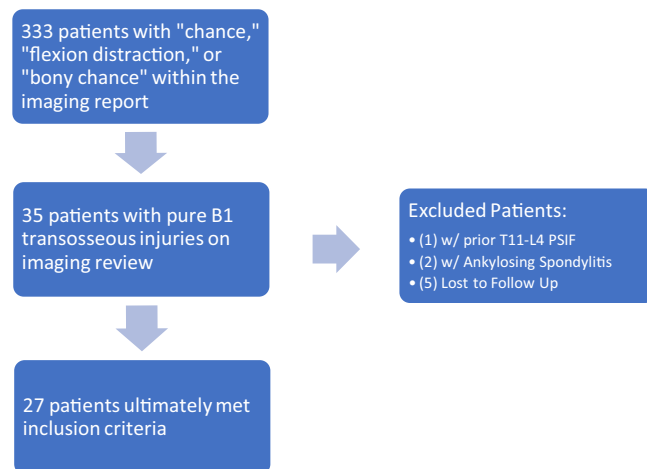 333 patients with "chance,"
"flexion distraction," or
"bony chance" within the
imaging report
35 patients with pure B1
transosseous injuries on
imaging review
Excluded Patients:
• (1) w/ prior T11-L4 PSIF
• (2) w/ Ankylosing Spondylitis
• (5) Lost to Follow Up
27 patients ultimately met
inclusion criteria